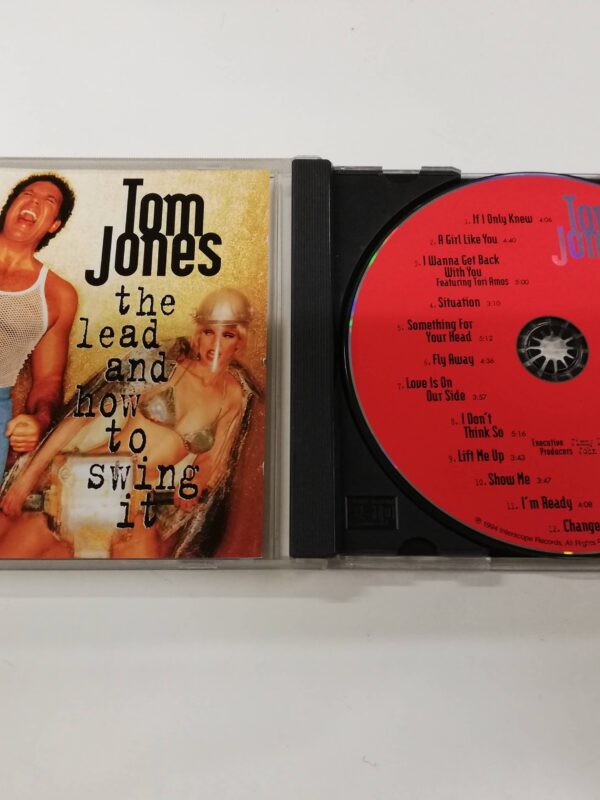 Tom
Jones
the
lead
and
how
to
swing
it
1. If I Only Knew 4:06
2. A Girl Like You 4:40
3. I Wanna Get Back
With You
Featuring Tori Amos 5:00
4. Situation 3:10
5. Something For
Your Head 5:12
6. Fly Away 4:36
7. Love Is On
Our Side 3:57
8. I Don't
Think So 5:16
Executive
Producers John
9. Lift Me Up 3:43
10. Show Me 3:47
11. I'm Ready 4:08
12. Change
℗ 1994 Interscope Records, All Rights